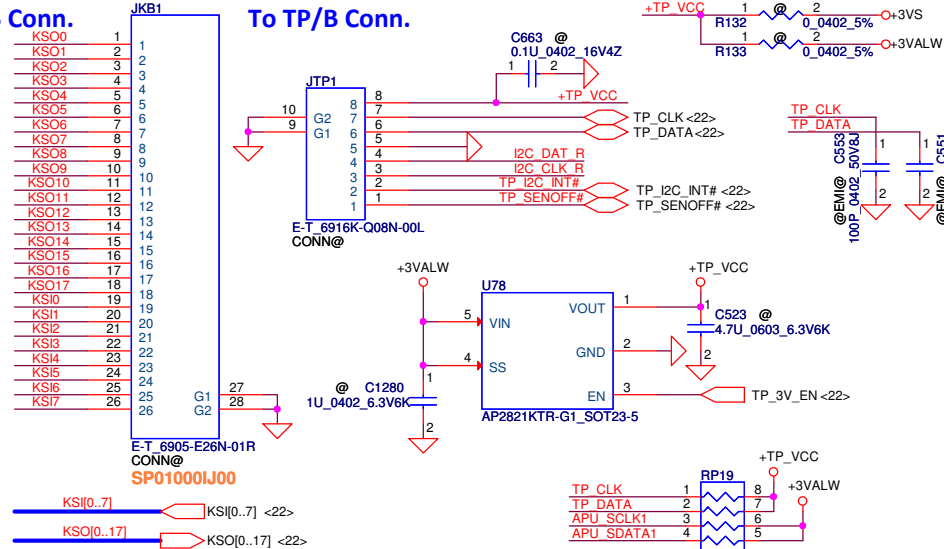 Conn.
To TP/B Conn.
JKB1
KSO0 1 1
KSO1 2 2
KSO2 3 3
KSO3 4 4
KSO4 5 5
KSO5 6 6
KSO6 7 7
KSO7 8 8
KSO8 9 9
KSO9 10 10
KSO10 11 11
KSO11 12 12
KSO12 13 13
KSO13 14 14
KSO14 15 15
KSO15 16 16
KSO16 17 17
KSO17 18 18
KSI0 19 19
KSI1 20 20
KSI2 21 21
KSI3 22 22
KSI4 23 23
KSI5 24 24
KSI6 25 25 G1 27
KSI7 26 26 G2 28
E-T_6905-E26N-01R
CONN@
SP01000IJ00
KSI[0..7] KSI[0..7] <22>
KSO[0..17] KSO[0..17] <22>
C663 @
0.1U_0402_16V4Z
1 2
JTP1
+TP_VCC
10 G2 8 8
9 G1 7 7 TP_CLK <22>
6 6 TP_DATA <22>
5 5
4 4 I2C_DAT_R
3 3 I2C_CLK_R
2 2 TP_I2C_INT# TP_I2C_INT# <22>
1 1 TP_SENOFF# TP_SENOFF# <22>
E-T_6916K-Q08N-00L
CONN@
+TP_VCC
1 @ 2 +3VS
R132 0_0402_5%
1 @ 2 +3VALW
R133 0_0402_5%
TP_CLK
TP_DATA
1 1
2 2
@EMI@ C553
100P_0402_50V8J
@EMI@ C551
+3VALW
U78
+TP_VCC
5 VIN VOUT 1
4 SS GND 2
EN 3 TP_3V_EN <22>
AP2821KTR-G1_SOT23-5
1
C523 @
4.7U_0603_6.3V6K
2
1
@ C1280
1U_0402_6.3V6K
2
+TP_VCC
RP19 +3VALW
TP_CLK 1 8
TP_DATA 2 7
APU_SCLK1 3 6
APU_SDATA1 4 5